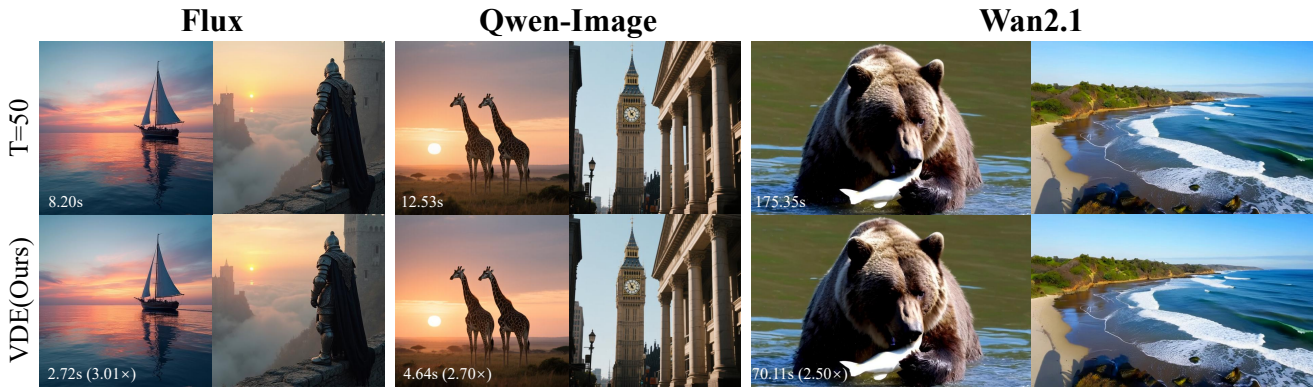 Flux Qwen-Image Wan2.1
T=50
8.20s 12.53s 175.35s
VDE(Ours)
2.72s (3.01×) 4.64s (2.70×) 70.11s (2.50×)